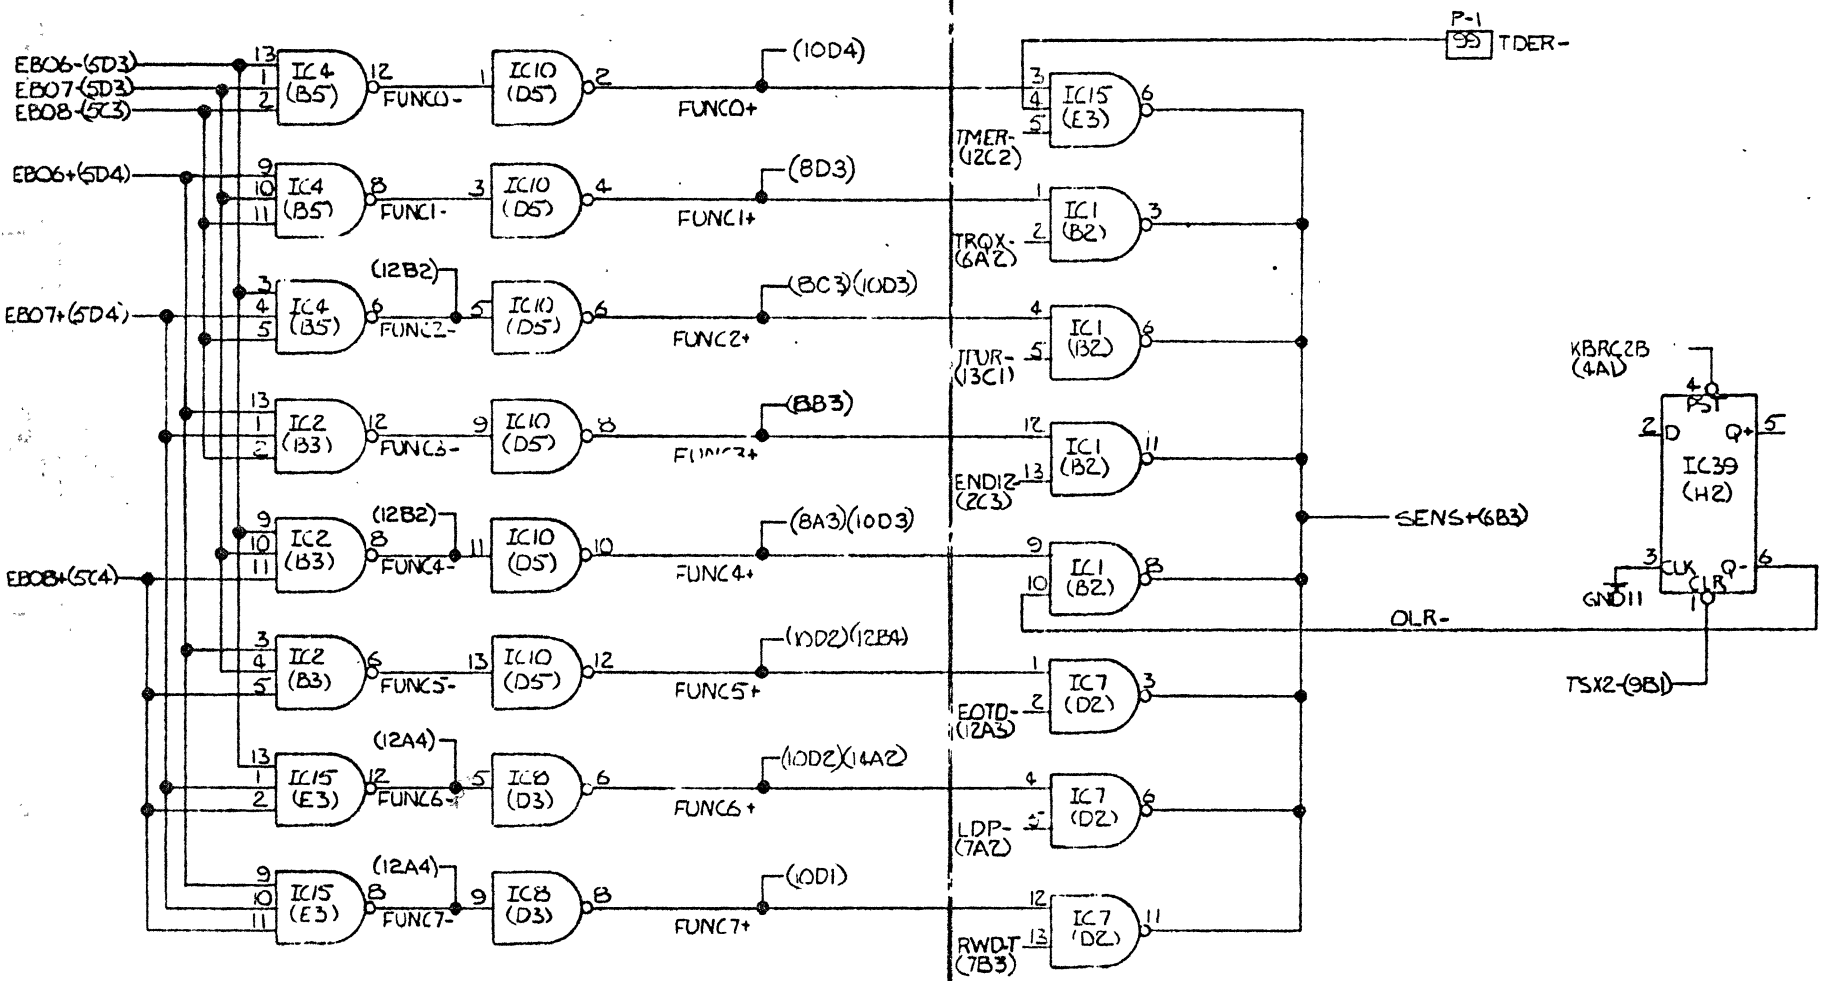 P-1
99 TDER-
EB06-(5D3)
EB07-(5D3)
EB08-(5C3)
13
1
2
IC4
(B5)
12
FUNC0-
1
IC10
(D5)
2
(10D4)
FUNC0+
3
4
5
IC15
(E3)
6
TMER-
(12C2)
EB06+(5D4)
9
10
11
IC4
(B5)
8
FUNC1-
3
IC10
(D5)
4
(8D3)
FUNC1+
1
2
IC1
(B2)
3
TRQX-
(6A2)
EB07+(5D4)
3
4
5
IC4
(B5)
6
(12B2)
FUNC2-
5
IC10
(D5)
6
(8C3)(10D3)
FUNC2+
4
5
IC1
(B2)
6
(13C1)
13
1
2
IC2
(B3)
12
FUNC3-
9
IC10
(D5)
8
(8B3)
FUNC3+
12
13
IC1
(B2)
11
END12-
(2C3)
KBRC2B
(4A1)
4
PST
2
D
Q+
5
IC39
(H2)
3
CLK
Q-
6
CLR
1
GND11
TSX2-(9B1)
SENS+(6B3)
OLR-
EB08+(5C4)
9
10
11
IC2
(B3)
8
(12B2)
FUNC4-
11
IC10
(D5)
10
(8A3)(10D3)
FUNC4+
9
10
IC1
(B2)
8
3
4
5
IC2
(B3)
6
FUNC5-
13
IC10
(D5)
12
(10D2)(12B4)
FUNC5+
1
2
IC7
(D2)
3
EOTD-
(12A3)
13
1
2
IC15
(E3)
12
(12A4)
FUNC6-
5
IC8
(D3)
6
(10D2)(14A2)
FUNC6+
4
5
IC7
(D2)
6
LDP-
(7A2)
9
10
11
IC15
(E3)
8
(12A4)
FUNC7-
9
IC8
(D3)
8
(10D1)
FUNC7+
12
13
IC7
(D2)
11
RWD-T
(7B3)